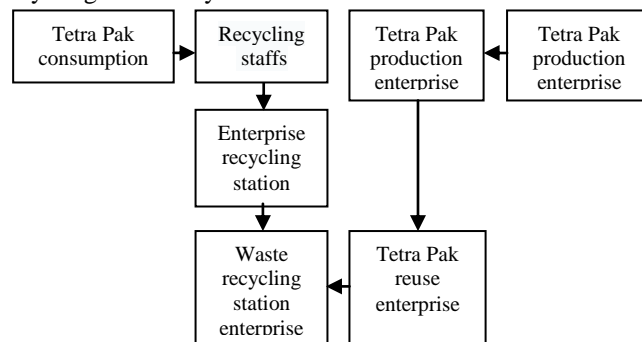 Tetra Pak
consumption
Recycling
staffs
Tetra Pak
production
enterprise
Tetra Pak
production
enterprise
Enterprise
recycling
station
Waste
recycling
station
enterprise
Tetra Pak
reuse
enterprise